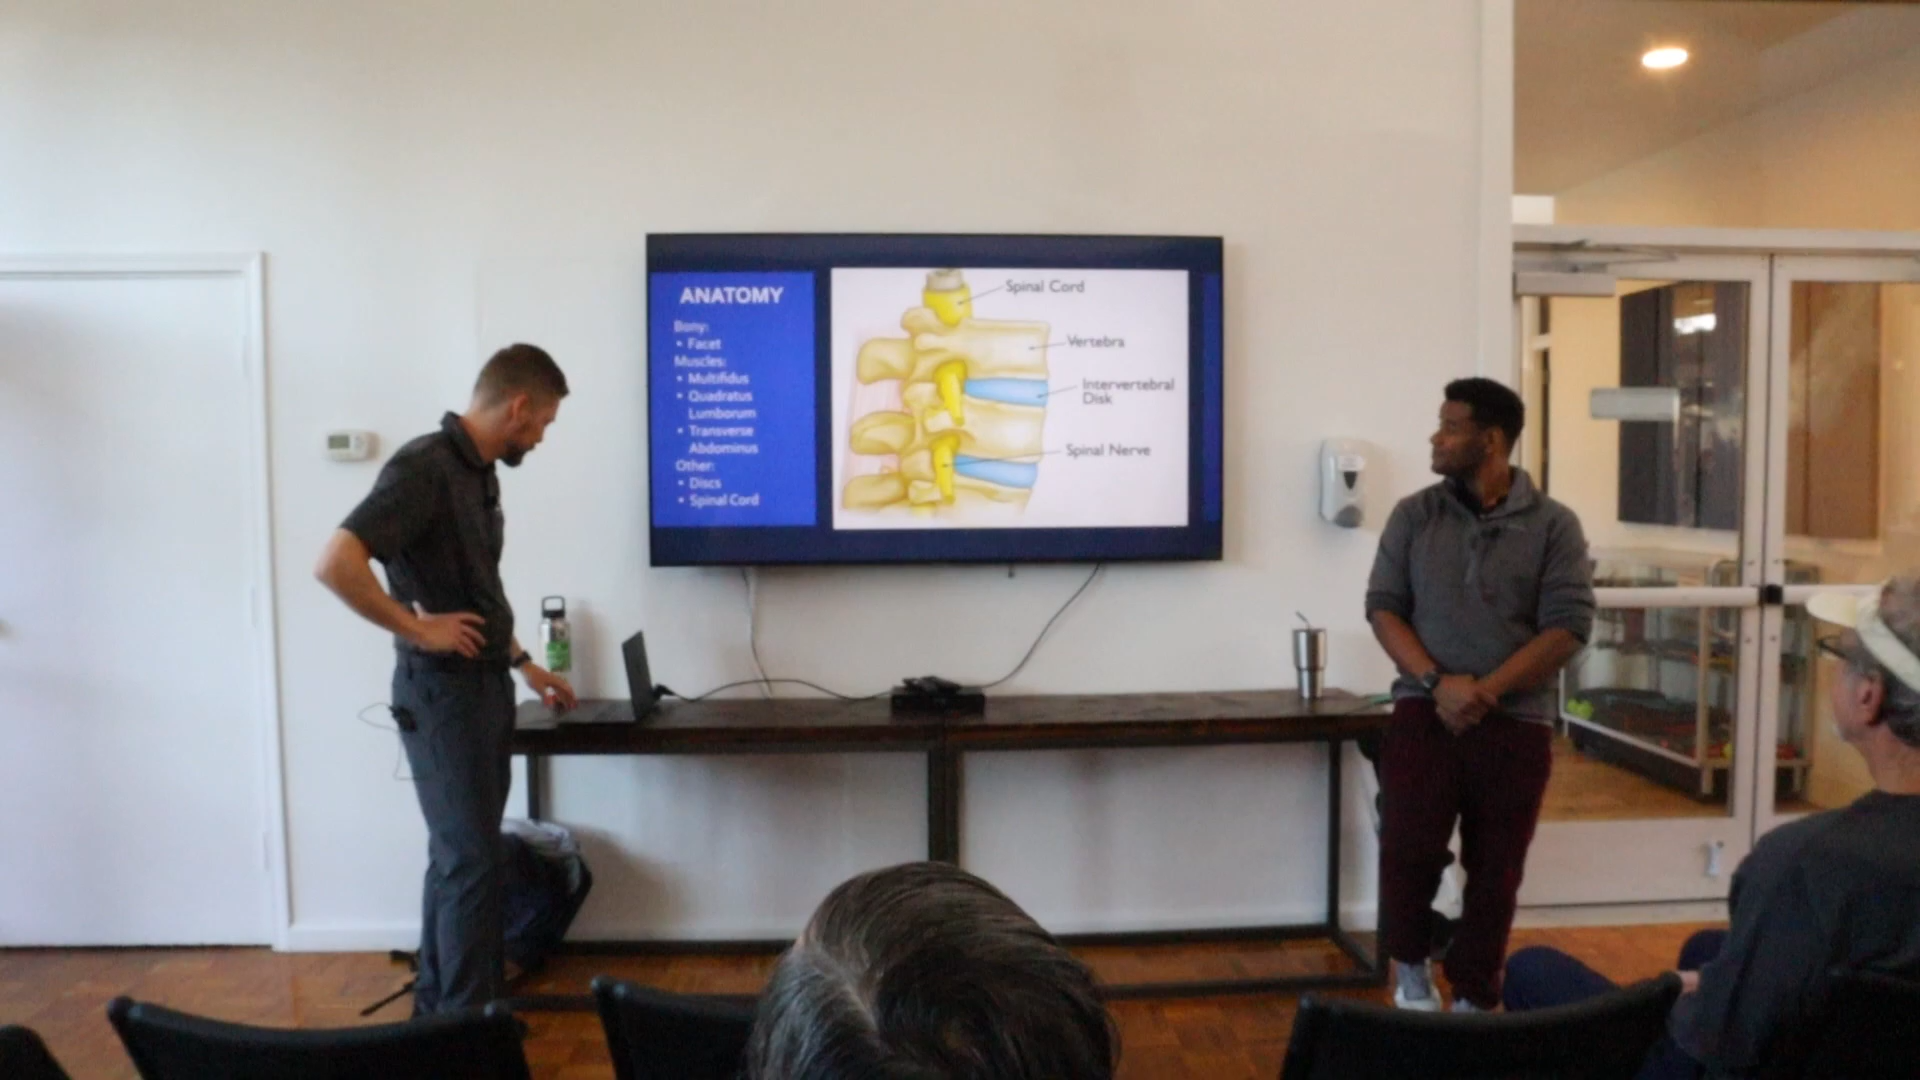 ANATOMY
Bony:
• Facet
Muscles:
• Multifidus
• Quadratus
Lumborum
• Transverse
Abdominus
Other:
• Discs
• Spinal Cord
Spinal Cord
Vertebra
Intervertebral
Disk
Spinal Nerve